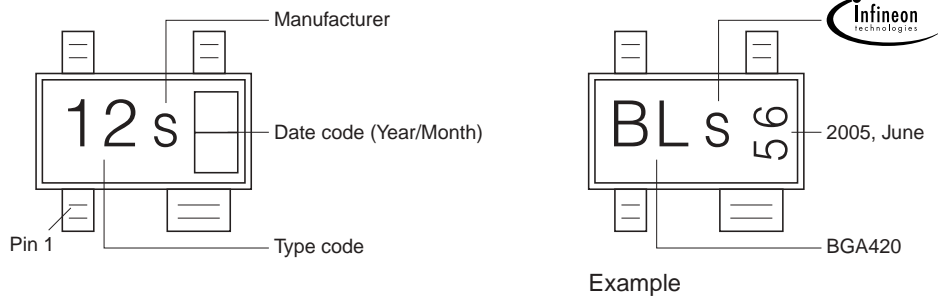 Manufacturer
12 s
Date code (Year/Month)
Pin 1
Type code
Infineon
technologies
BL s 56
2005, June
BGA420
Example